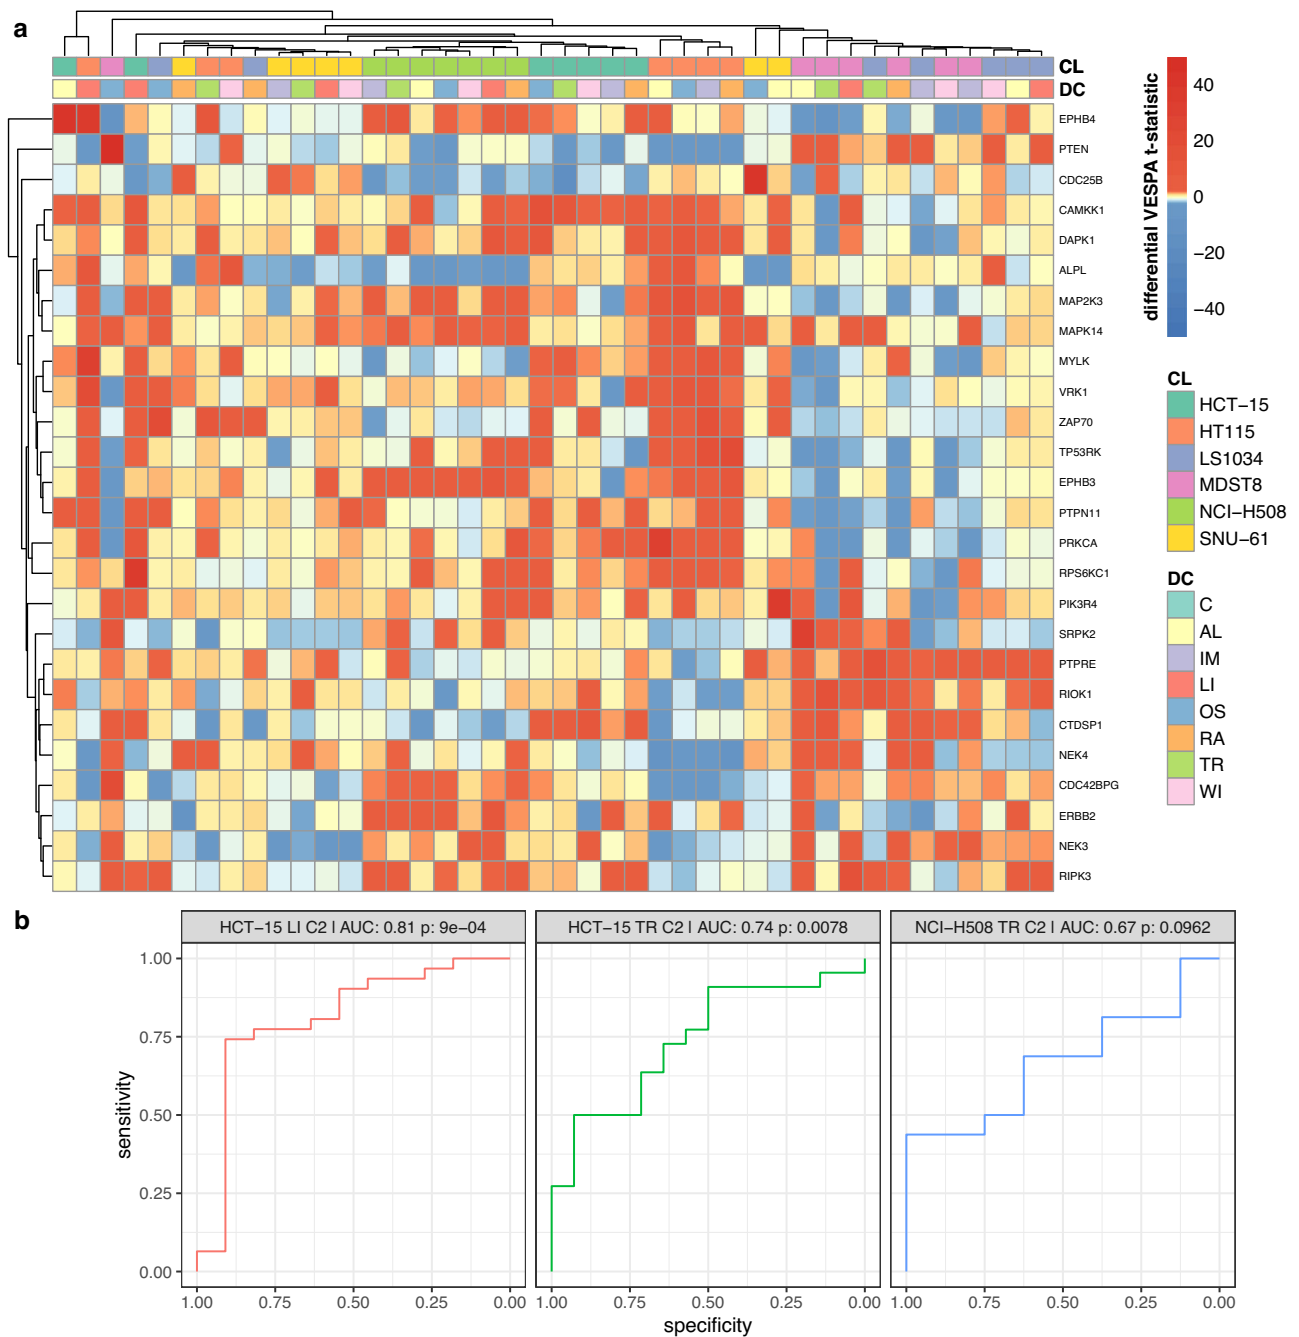 a
CL
DC
EPHB4
PTEN
CDC25B
CAMKK1
DAPK1
ALPL
MAP2K3
MAPK14
MYLK
VRK1
ZAP70
TP53RK
EPHB3
PTPN11
PRKCA
RPS6KC1
PIK3R4
SRPK2
PTPRE
RIOK1
CTDSP1
NEK4
CDC42BPG
ERBB2
NEK3
RIPK3
differential VESPA t-statistic
40
20
0
−20
−40
CL
HCT−15
HT115
LS1034
MDST8
NCI−H508
SNU−61
DC
C
AL
IM
LI
OS
RA
TR
WI
b
HCT−15 LI C2 | AUC: 0.81 p: 9e−04
HCT−15 TR C2 | AUC: 0.74 p: 0.0078
NCI−H508 TR C2 | AUC: 0.67 p: 0.0962
sensitivity
1.00
0.75
0.50
0.25
0.00
1.00 0.75 0.50 0.25 0.00
1.00 0.75 0.50 0.25 0.00
1.00 0.75 0.50 0.25 0.00
specificity